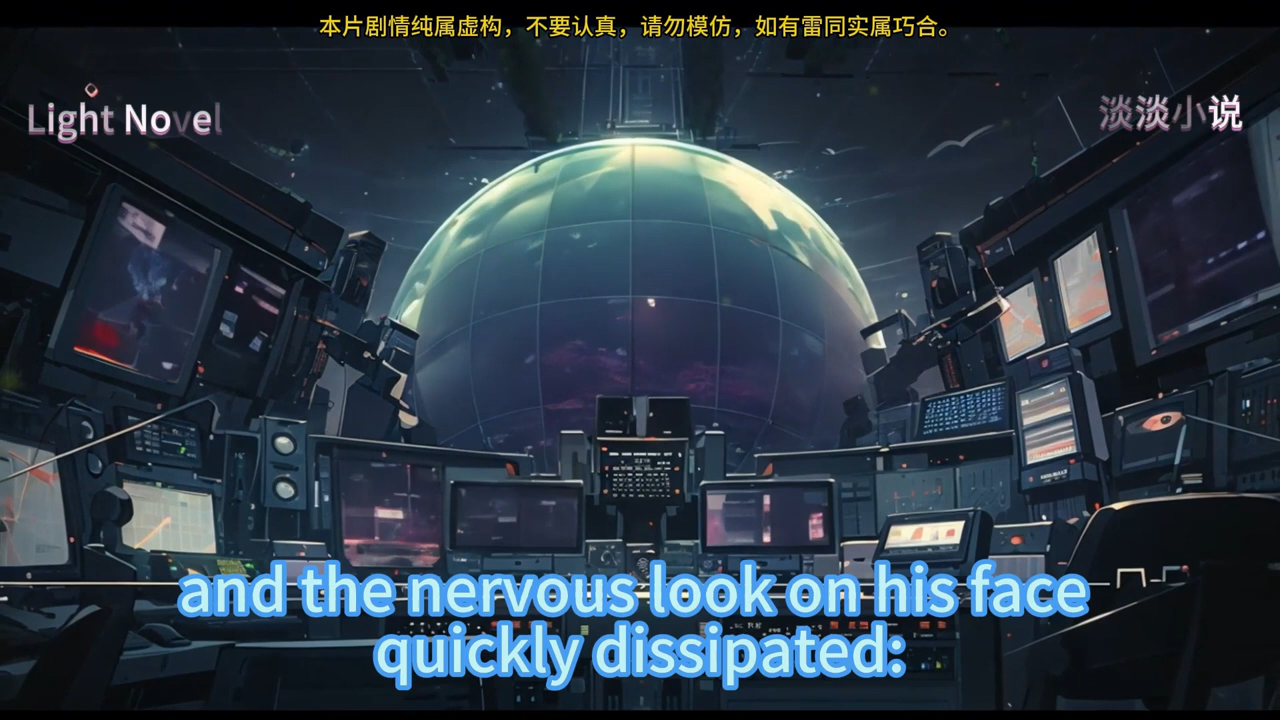 本片剧情纯属虚构，不要认真，请勿模仿，如有雷同实属巧合。
Light Novel
淡淡小说
and the nervous look on his face
quickly dissipated: